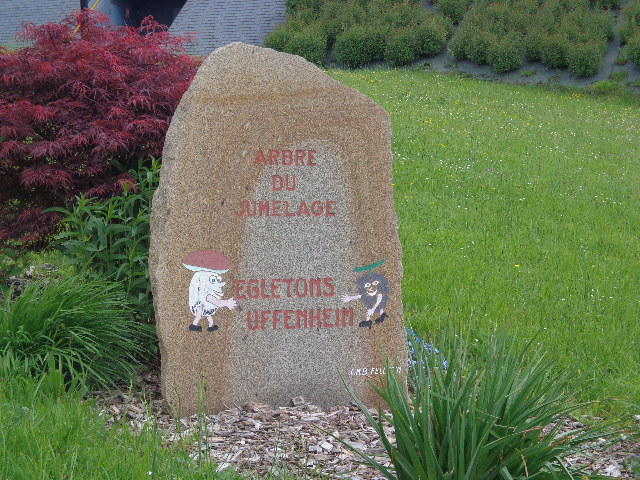 ARBRE
DU
JUMELAGE
EGLETONS
UFFENHEIM